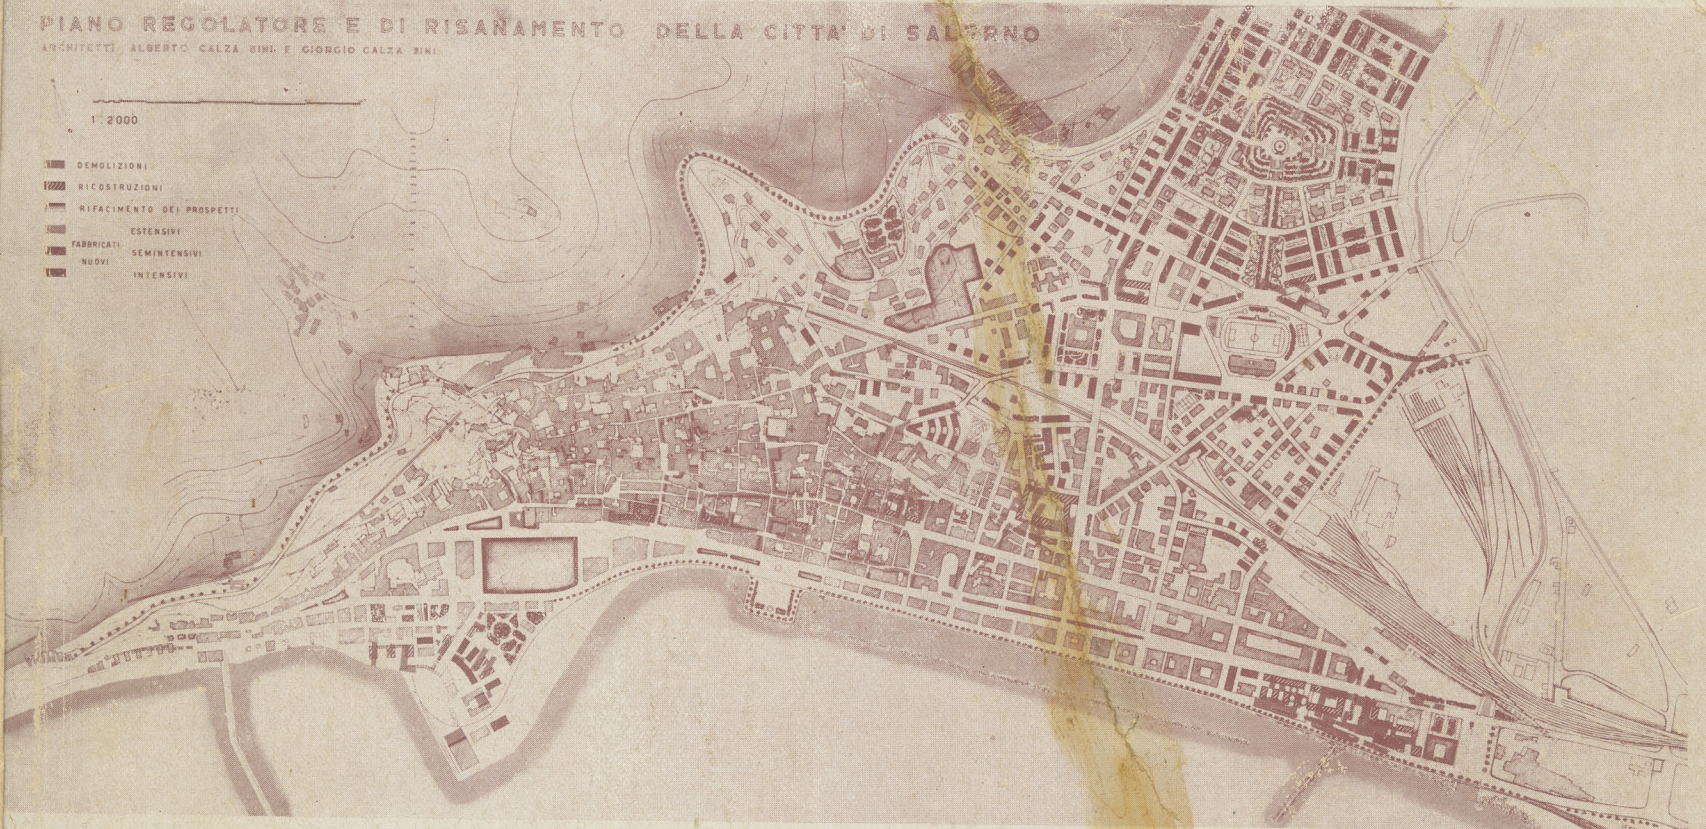 PIANO REGOLATORE E DI RISANAMENTO DELLA CITTA' DI SALERNO
ARCHITETTI ALBERTO CALZA BINI E GIORGIO CALZA BINI
1:2000
DEMOLIZIONI
RICOSTRUZIONI
RIFACIMENTO DEI PROSPETTI
ESTENSIVI
FABBRICATI
SEMINTENSIVI
NUOVI
INTENSIVI